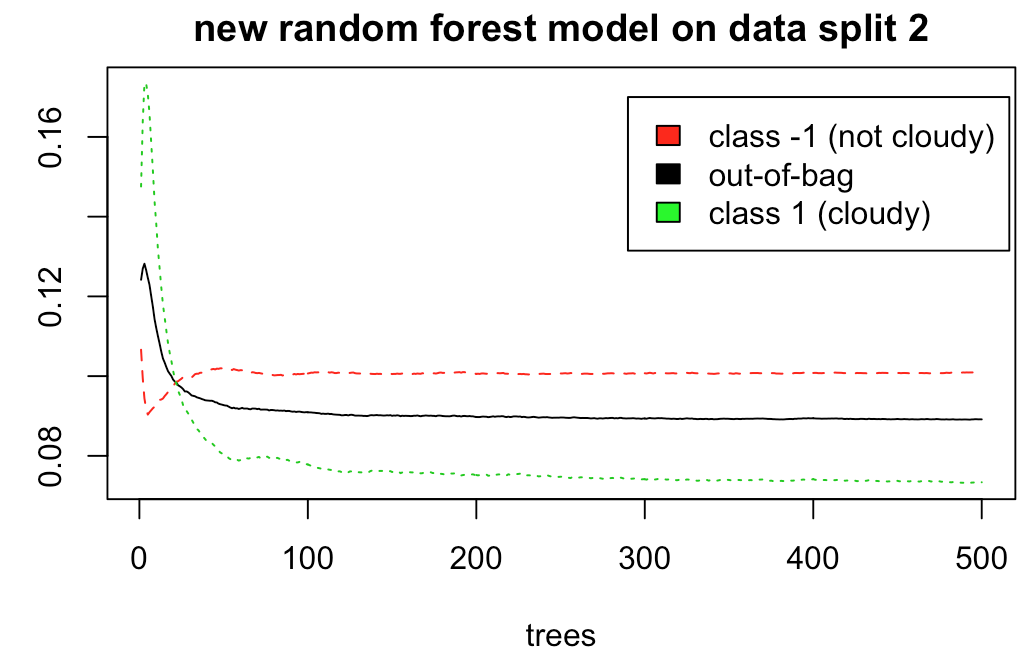 new random forest model on data split 2
class -1 (not cloudy)
out-of-bag
class 1 (cloudy)
0.16
0.12
0.08
0 100 200 300 400 500
trees